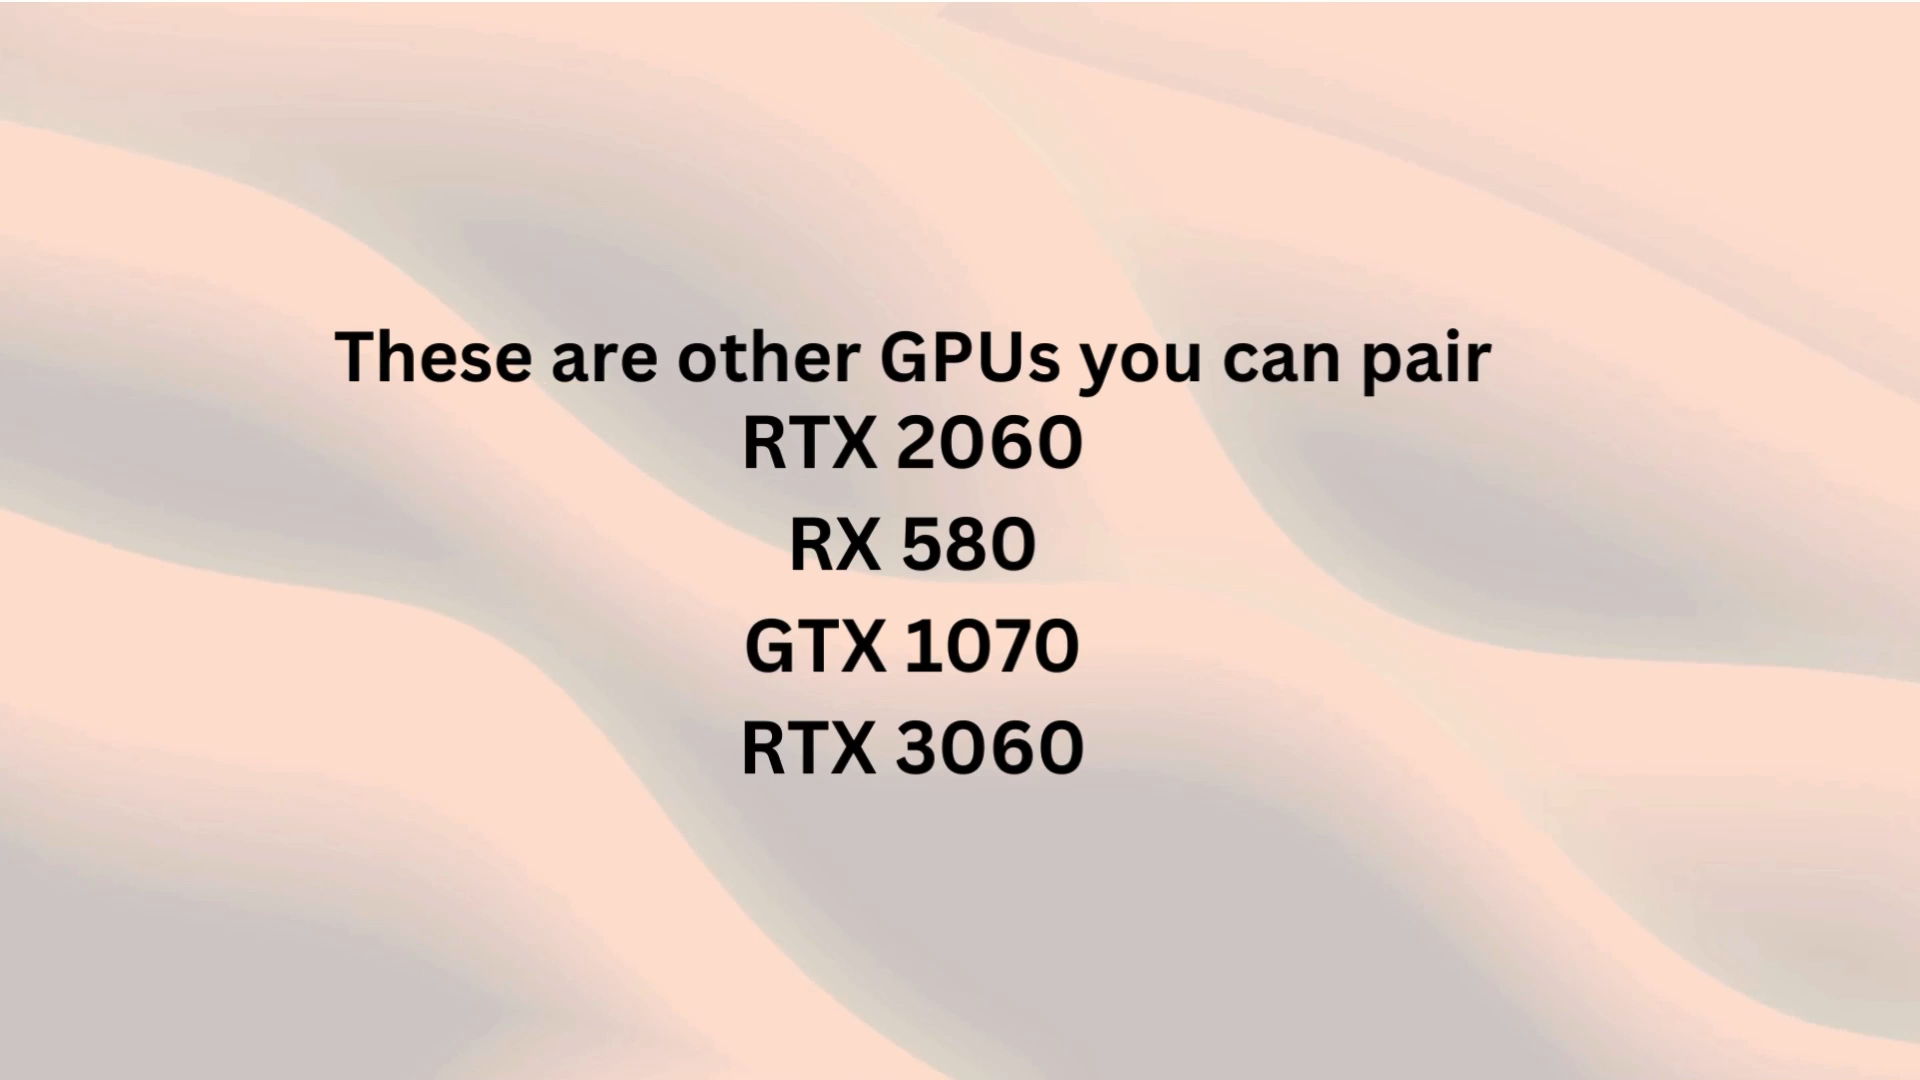 These are other GPUs you can pair
RTX 2060
RX 580
GTX 1070
RTX 3060